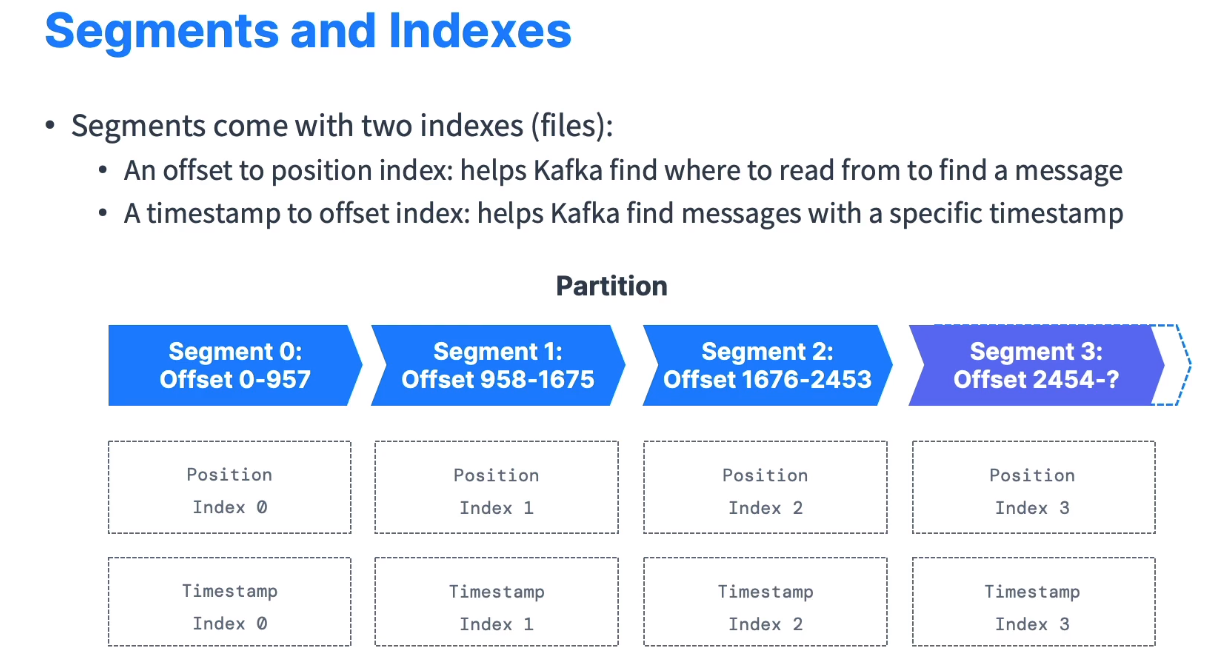 Segments and Indexes
• Segments come with two indexes (files):
• An offset to position index: helps Kafka find where to read from to find a message
• A timestamp to offset index: helps Kafka find messages with a specific timestamp
Partition
Segment 0:
Offset 0-957
Segment 1:
Offset 958-1675
Segment 2:
Offset 1676-2453
Segment 3:
Offset 2454-?
Position
Index 0
Position
Index 1
Position
Index 2
Position
Index 3
Timestamp
Index 0
Timestamp
Index 1
Timestamp
Index 2
Timestamp
Index 3